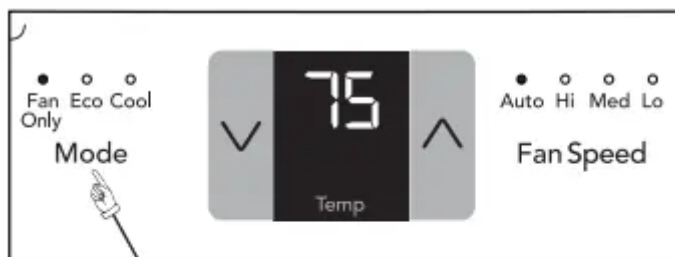 75
Fan Only Eco Cool
Auto Hi Med Lo
Mode
Fan Speed
Temp